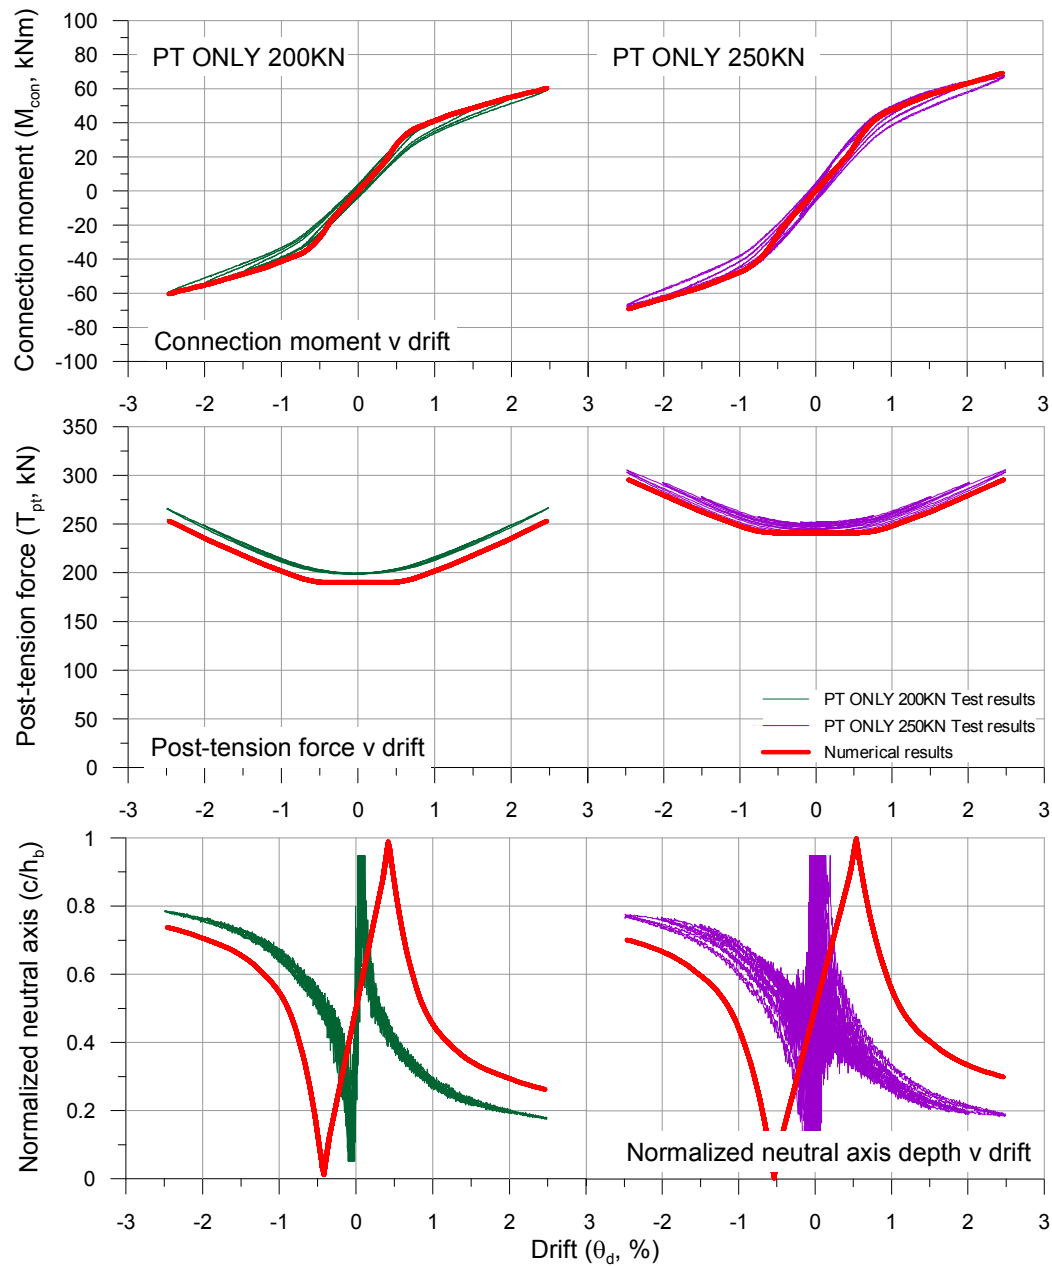 Connection moment (Mcon, kNm)
100
80
60
40
20
0
-20
-40
-60
-80
-100
PT ONLY 200KN
PT ONLY 250KN
Connection moment v drift
-3 -2 -1 0 1 2 -3 -2 -1 0 1 2 3
Post-tension force (Tpt, kN)
350
300
250
200
150
100
50
0
PT ONLY 200KN Test results
PT ONLY 250KN Test results
Numerical results
Post-tension force v drift
-3 -2 -1 0 1 2 -3 -2 -1 0 1 2 3
Normalized neutral axis (c/hb)
1
0.8
0.6
0.4
0.2
0
Normalized neutral axis depth v drift
-3 -2 -1 0 1 2 -3 -2 -1 0 1 2 3
Drift (θd, %)